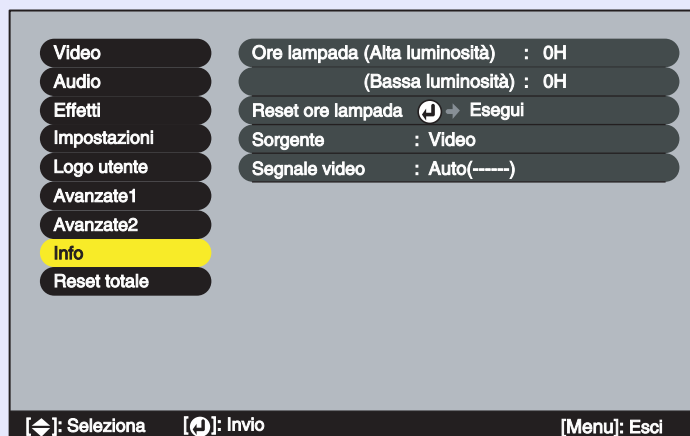 Video
Audio
Effetti
Impostazioni
Logo utente
Avanzate1
Avanzate2
Info
Reset totale
Ore lampada (Alta luminosità) : 0H
(Bassa luminosità) : 0H
Reset ore lampada Esegui
Sorgente : Video
Segnale video : Auto(------)
[ ]: Seleziona [ ]: Invio [Menu]: Esci